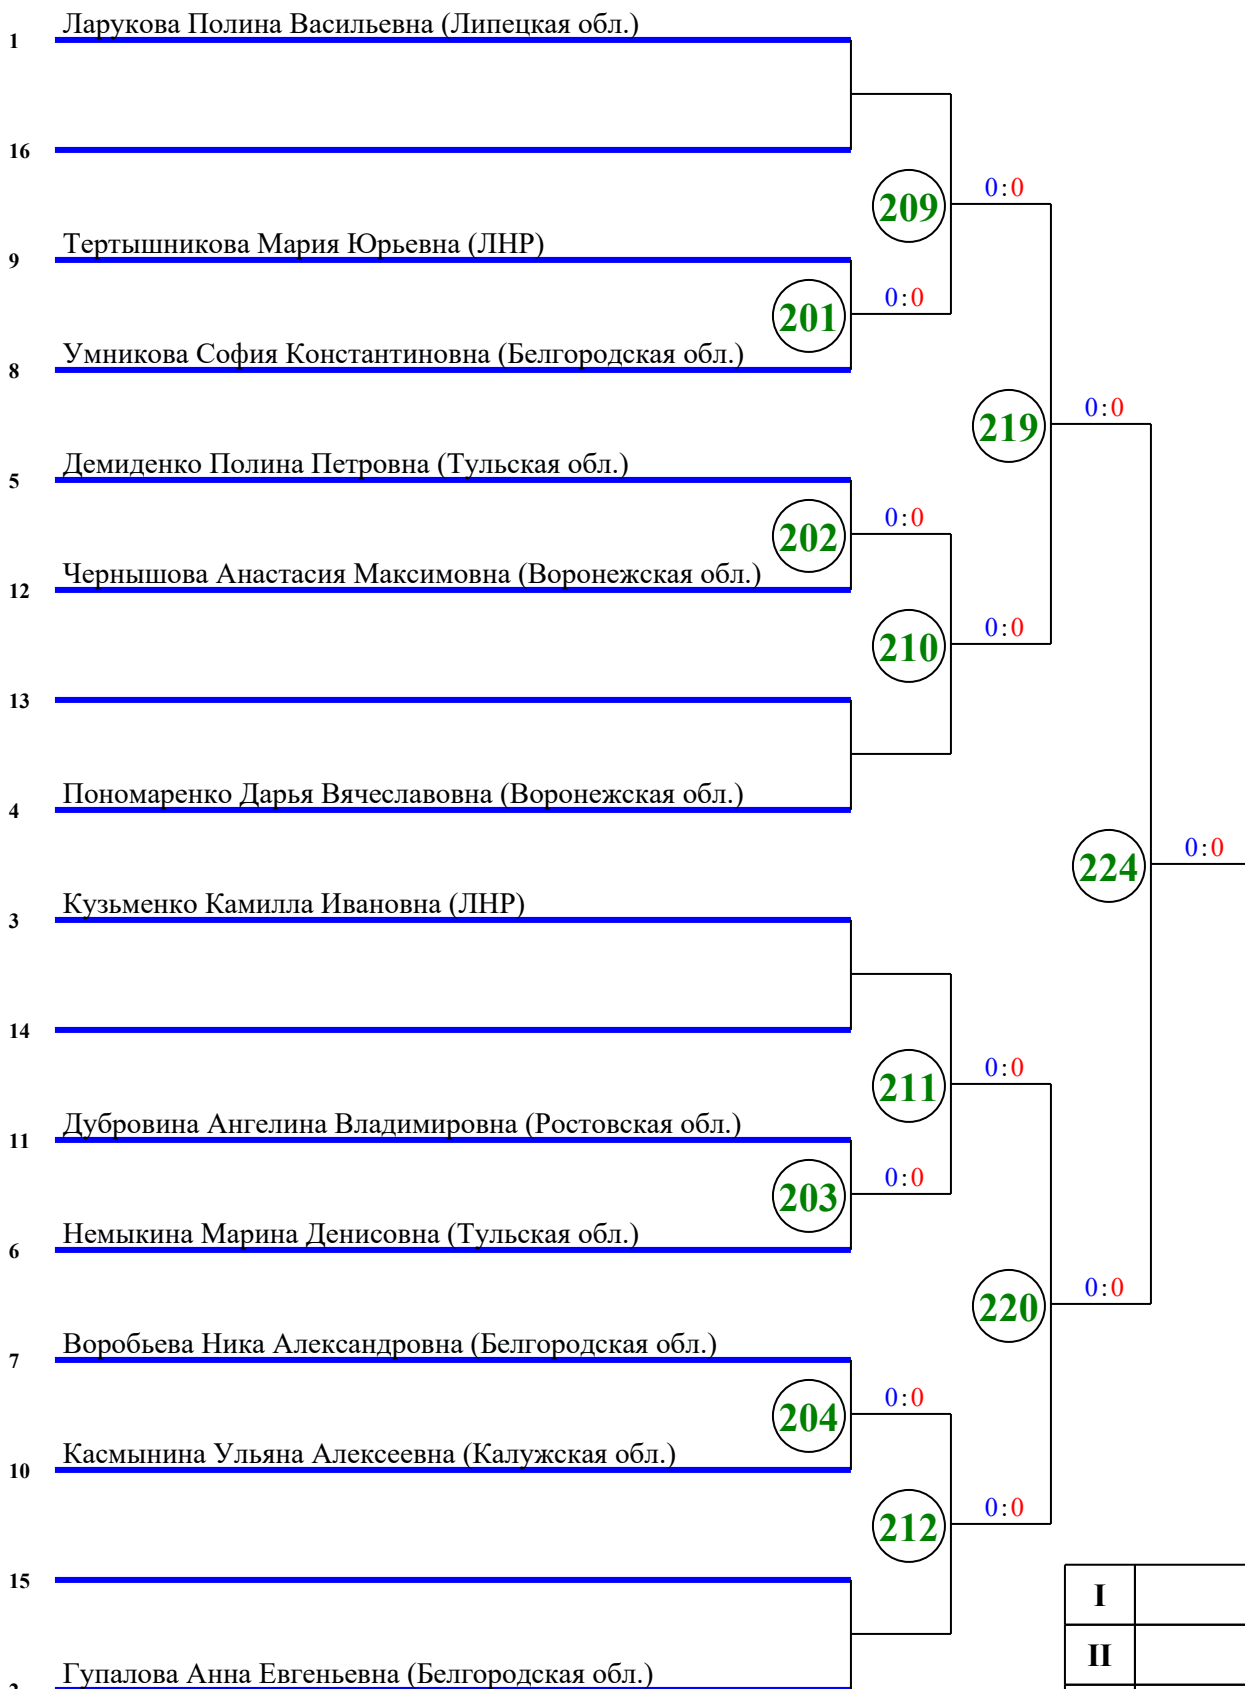 1 Ларукова Полина Васильевна (Липецкая обл.)
16
209 0:0
9 Тертышникова Мария Юрьевна (ЛНР)
201 0:0
8 Умникова София Константиновна (Белгородская обл.)
219 0:0
5 Демиденко Полина Петровна (Тульская обл.)
202 0:0
12 Чернышова Анастасия Максимовна (Воронежская обл.)
210 0:0
13
4 Пономаренко Дарья Вячеславовна (Воронежская обл.)
224 0:0
3 Кузьменко Камилла Ивановна (ЛНР)
14
211 0:0
11 Дубровина Ангелина Владимировна (Ростовская обл.)
203 0:0
6 Немыкина Марина Денисовна (Тульская обл.)
220 0:0
7 Воробьева Ника Александровна (Белгородская обл.)
204 0:0
10 Касмынина Ульяна Алексеевна (Калужская обл.)
212 0:0
15
I
II
Гупалова Анна Евгеньевна (Белгородская обл.)